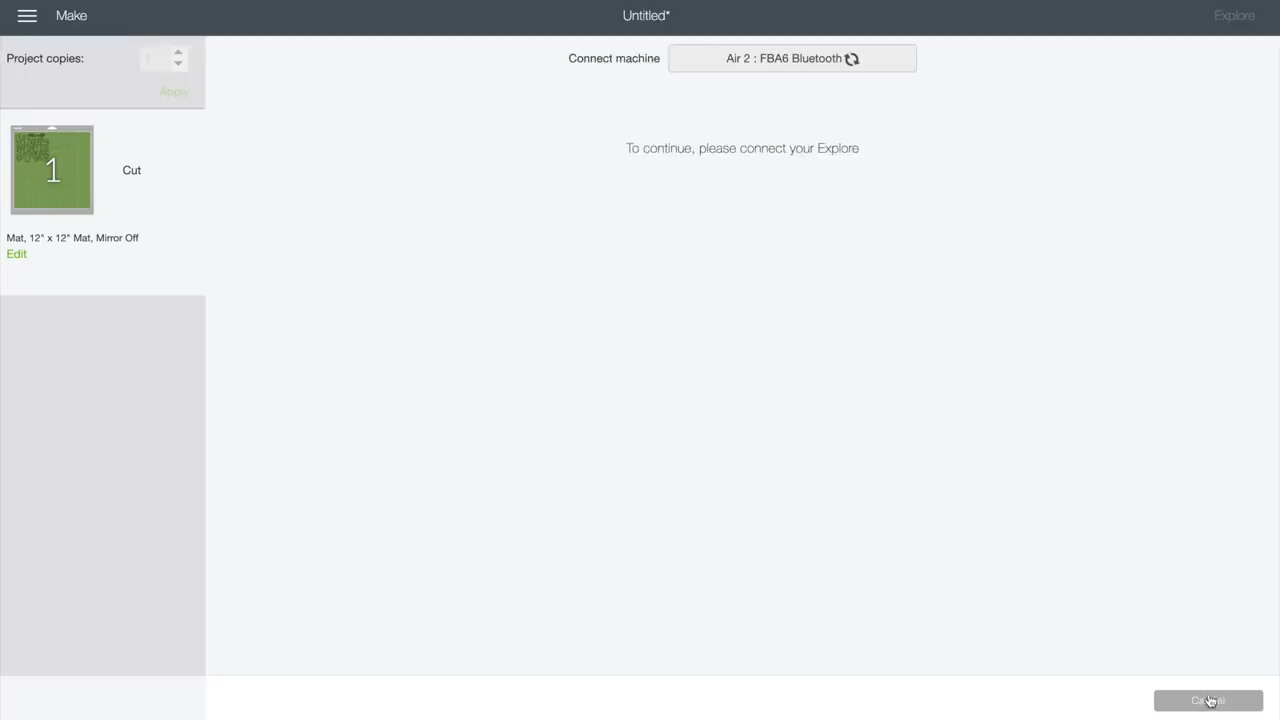 Make
Untitled*
Explore
Project copies:
1
Apply
Connect machine
Air 2 : FBA6 Bluetooth
To continue, please connect your Explore
1
Cut
Mat, 12" x 12" Mat, Mirror Off
Edit